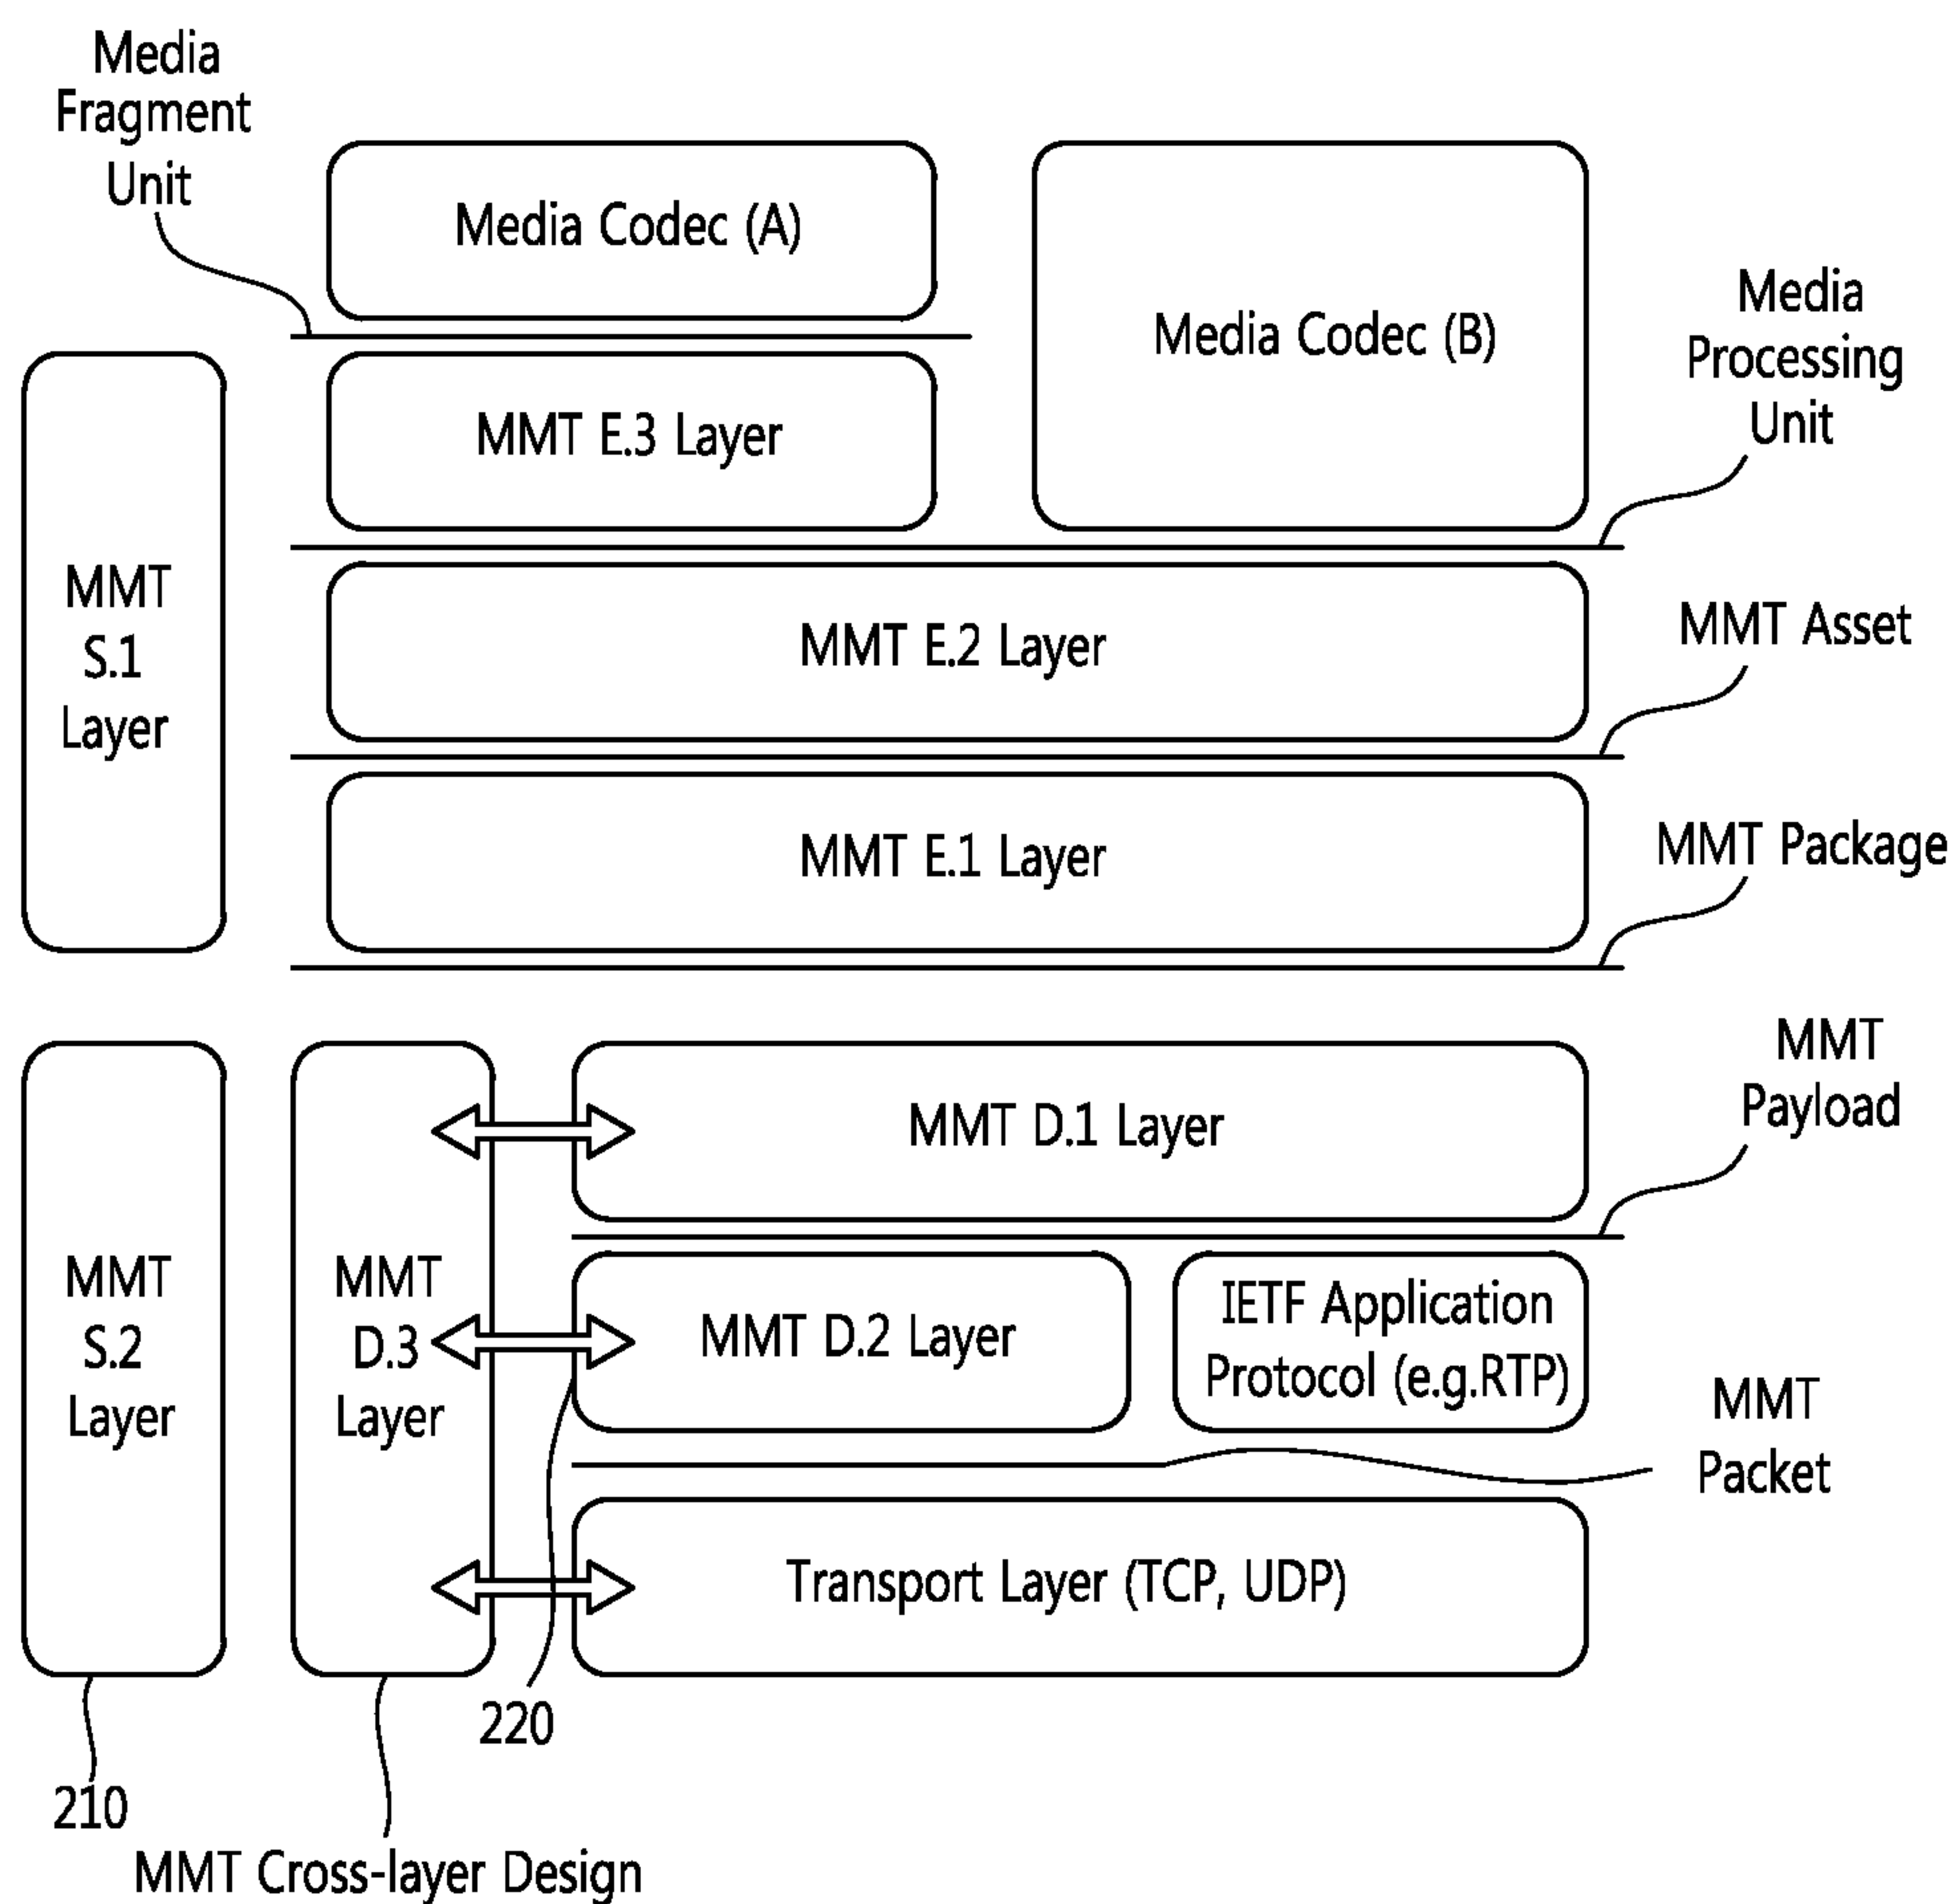 Media
Fragment
Unit
Media Codec (A)
Media Codec (B)
Media
Processing
Unit
MMT E.3 Layer
MMT
S.1
Layer
MMT E.2 Layer
MMT Asset
MMT E.1 Layer
MMT Package
MMT
Payload
MMT D.1 Layer
MMT
S.2
Layer
MMT
D.3
Layer
MMT D.2 Layer
IETF Application
Protocol (e.g.RTP)
MMT
Packet
Transport Layer (TCP, UDP)
220
210
MMT Cross-layer Design